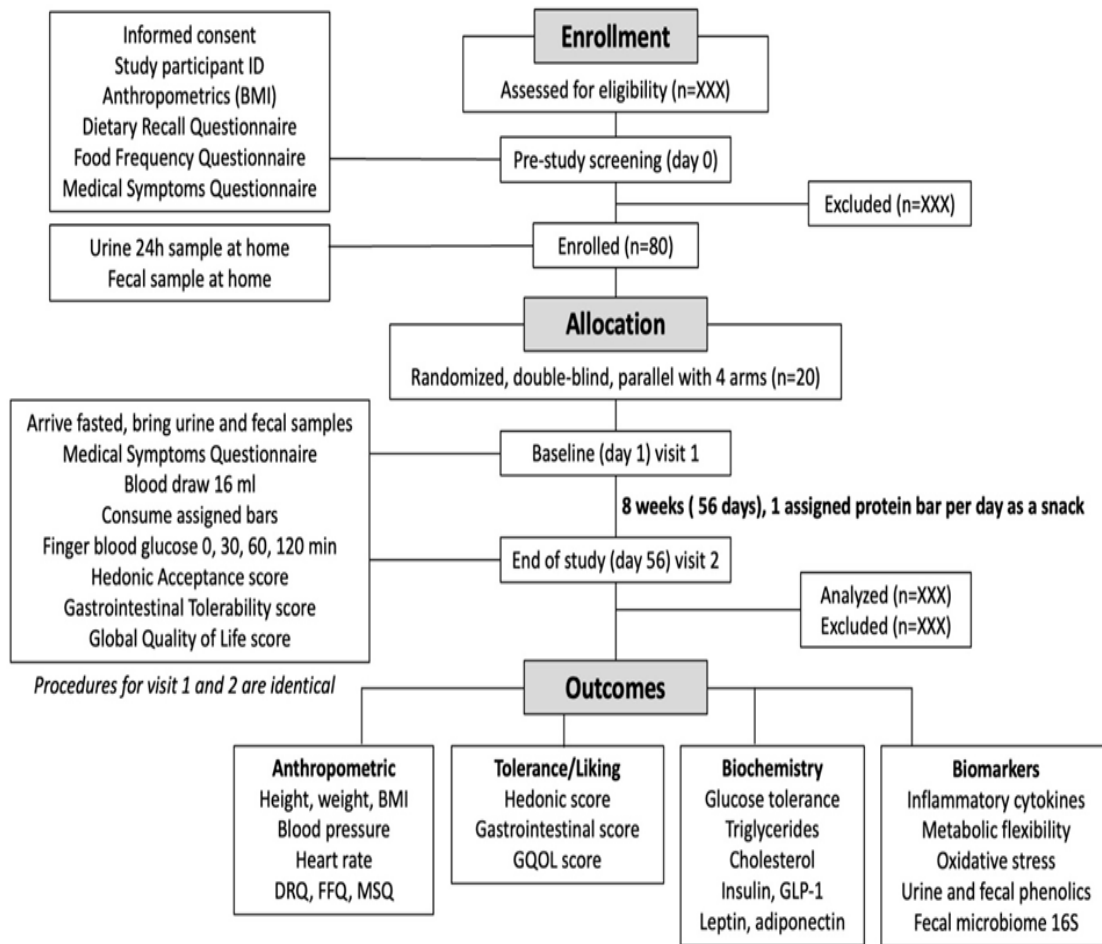 Informed consent
Study participant ID
Anthropometrics (BMI)
Dietary Recall Questionnaire
Food Frequency Questionnaire
Medical Symptoms Questionnaire
Enrollment
Assessed for eligibility (n=XXX)
Pre-study screening (day 0)
Excluded (n=XXX)
Urine 24h sample at home
Fecal sample at home
Enrolled (n=80)
Allocation
Randomized, double-blind, parallel with 4 arms (n=20)
Arrive fasted, bring urine and fecal samples
Medical Symptoms Questionnaire
Blood draw 16 ml
Consume assigned bars
Finger blood glucose 0, 30, 60, 120 min
Hedonic Acceptance score
Gastrointestinal Tolerability score
Global Quality of Life score
Procedures for visit 1 and 2 are identical
Baseline (day 1) visit 1
8 weeks ( 56 days), 1 assigned protein bar per day as a snack
End of study (day 56) visit 2
Analyzed (n=XXX)
Excluded (n=XXX)
Outcomes
Anthropometric
Height, weight, BMI
Blood pressure
Heart rate
DRQ, FFQ, MSQ
Tolerance/Liking
Hedonic score
Gastrointestinal score
GQOL score
Biochemistry
Glucose tolerance
Triglycerides
Cholesterol
Insulin, GLP-1
Leptin, adiponectin
Biomarkers
Inflammatory cytokines
Metabolic flexibility
Oxidative stress
Urine and fecal phenolics
Fecal microbiome 16S